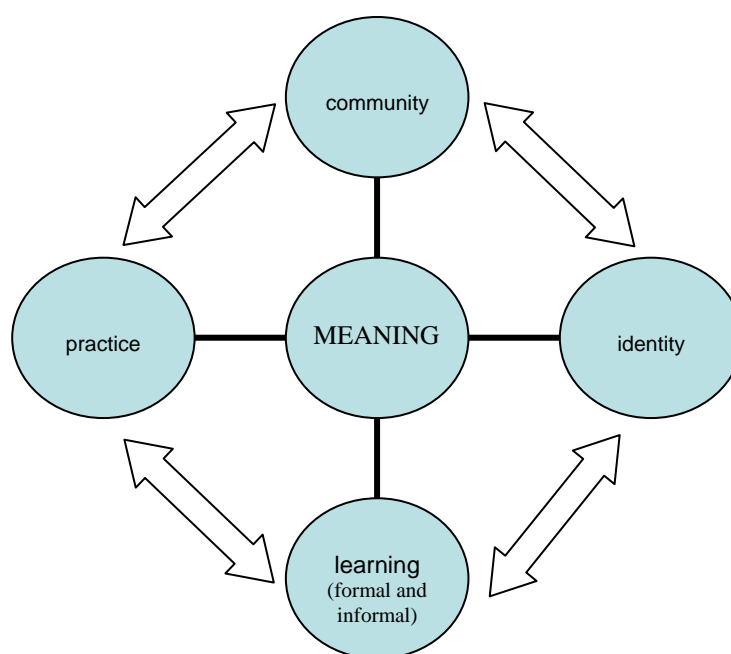 community
practice
MEANING
identity
learning
(formal and
informal)